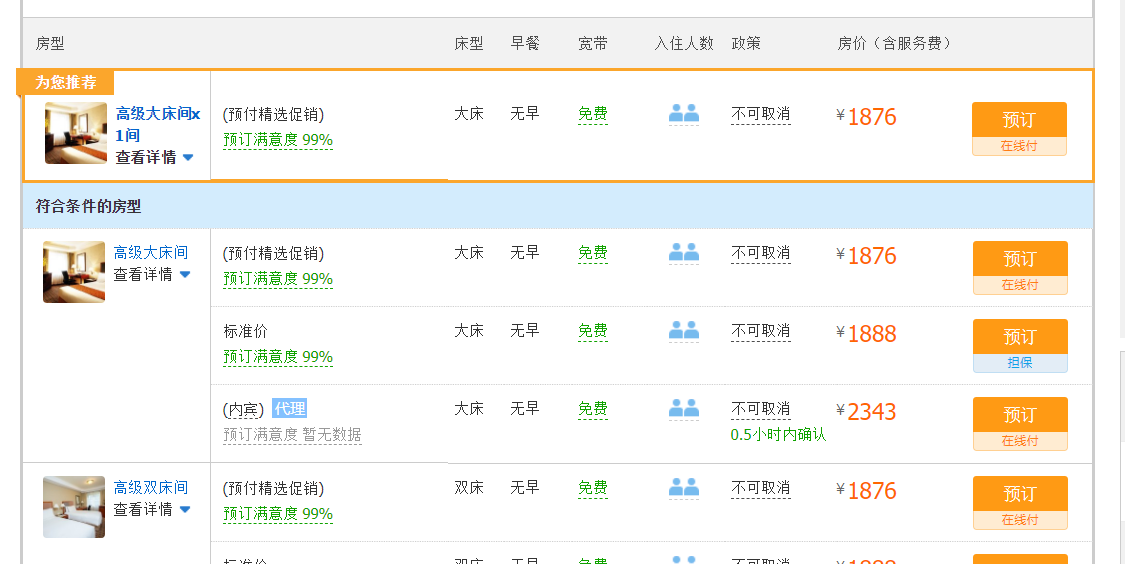 房型 床型 早餐 宽带 入住人数 政策 房价（含服务费）
为您推荐
高级大床间x1间
查看详情
(预付精选促销) 大床 无早 免费 不可取消 ¥1876 预订
预订满意度 99% 在线付
符合条件的房型
高级大床间
查看详情
(预付精选促销) 大床 无早 免费 不可取消 ¥1876 预订
预订满意度 99% 在线付
标准价 大床 无早 免费 不可取消 ¥1888 预订
预订满意度 99% 担保
(内宾) 代理 大床 无早 免费 不可取消 ¥2343 预订
预订满意度 暂无数据 0.5小时内确认 在线付
高级双床间
查看详情
(预付精选促销) 双床 无早 免费 不可取消 ¥1876 预订
预订满意度 99% 在线付